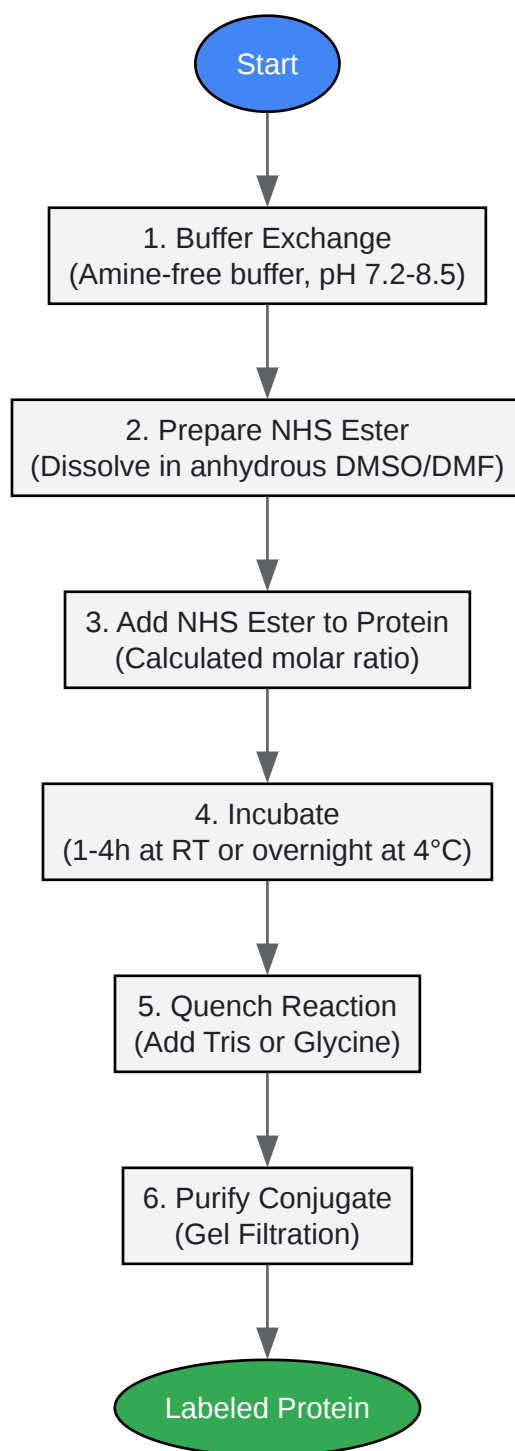 Start
1. Buffer Exchange
(Amine-free buffer, pH 7.2-8.5)
2. Prepare NHS Ester
(Dissolve in anhydrous DMSO/DMF)
3. Add NHS Ester to Protein
(Calculated molar ratio)
4. Incubate
(1-4h at RT or overnight at 4°C)
5. Quench Reaction
(Add Tris or Glycine)
6. Purify Conjugate
(Gel Filtration)
Labeled Protein